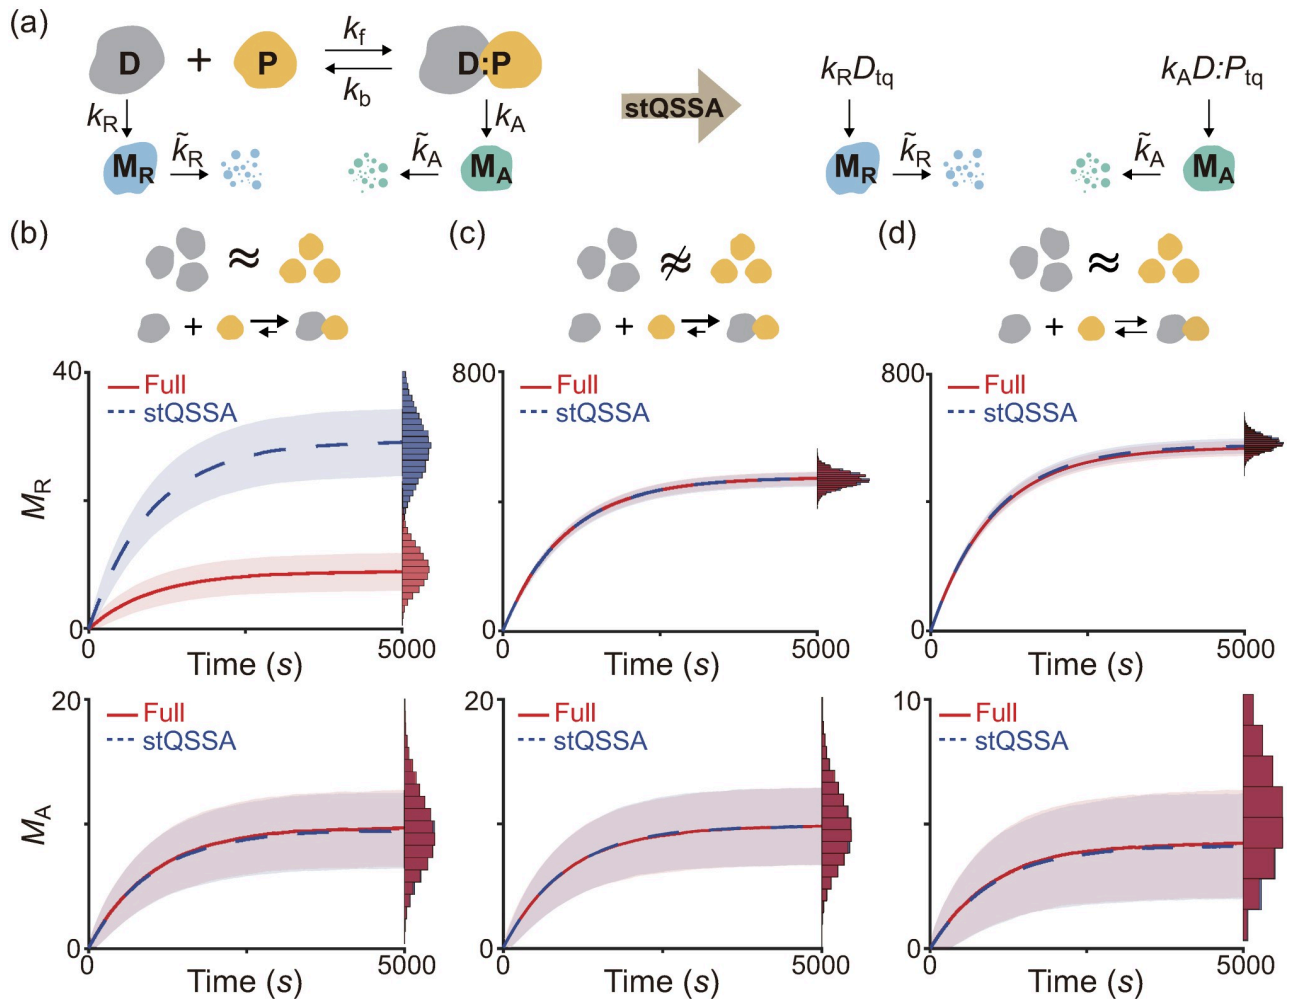 (a)
D + P k_f k_b D:P
k_R k_A
M_R k̃_R k̃_A M_A
stQSSA
k_R D_tq k_A D:P_tq
M_R k̃_R k̃_A M_A
(b) ≈
+
(c) ≉
+
(d) ≈
+
40
Full
stQSSA
M_R
0
0 5000
Time (s)
800
Full
stQSSA
0
0 5000
Time (s)
800
Full
stQSSA
0
0 5000
Time (s)
20
Full
stQSSA
M_A
0
0 5000
Time (s)
20
Full
stQSSA
0
0 5000
Time (s)
10
Full
stQSSA
0
0 5000
Time (s)